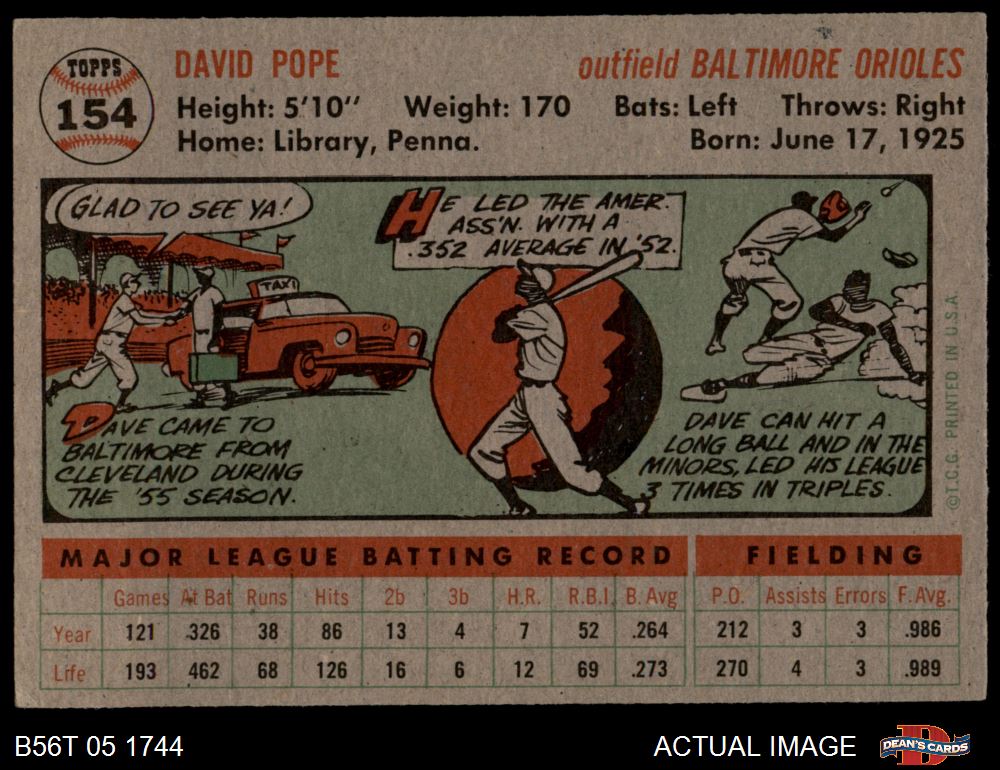 TOPPS
154
DAVID POPE
outfield BALTIMORE ORIOLES
Height: 5'10" Weight: 170 Bats: Left Throws: Right
Home: Library, Penna. Born: June 17, 1925
GLAD TO SEE YA!
TAXI
DAVE CAME TO
BALTIMORE FROM
CLEVELAND DURING
THE '55 SEASON.
HE LED THE AMER.
ASS'N. WITH A
.352 AVERAGE IN '52.
DAVE CAN HIT A
LONG BALL AND IN THE
MINORS, LED HIS LEAGUE
3 TIMES IN TRIPLES.
©T.C.G. PRINTED IN U.S.A.
MAJOR LEAGUE BATTING RECORD FIELDING
Games At Bat Runs Hits 2b 3b H.R. R.B.I. B. Avg P.O. Assists Errors F. Avg.
Year 121 326 38 86 13 4 7 52 .264 212 3 3 .986
Life 193 462 68 126 16 6 12 69 .273 270 4 3 .989
B56T 05 1744
ACTUAL IMAGE
D
DEAN'S CARDS